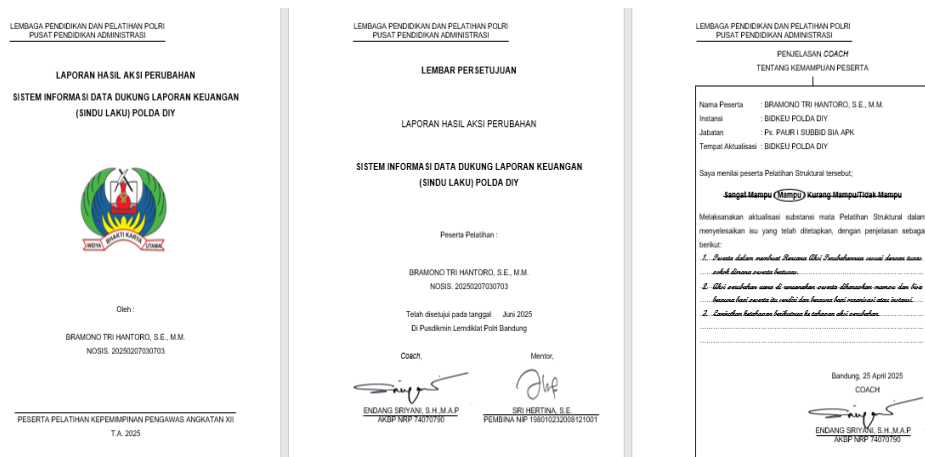 LEMBAGA PENDIDIKAN DAN PELATIHAN POLRI
PUSAT PENDIDIKAN ADMINISTRASI
LAPORAN HASIL AKSI PERUBAHAN
SISTEM INFORMASI DATA DUKUNG LAPORAN KEUANGAN
(SINDU LAKU) POLDA DIY
WIDYA BHAKTI KARYA UTAMA
Oleh :
BRAMONO TRI HANTORO, S.E., M.M.
NOSIS. 20250207030703
PESERTA PELATIHAN KEPEMIMPINAN PENGAWAS ANGKATAN XII
T.A. 2025
LEMBAGA PENDIDIKAN DAN PELATIHAN POLRI
PUSAT PENDIDIKAN ADMINISTRASI
LEMBAR PERSETUJUAN
LAPORAN HASIL AKSI PERUBAHAN
SISTEM INFORMASI DATA DUKUNG LAPORAN KEUANGAN
(SINDU LAKU) POLDA DIY
Peserta Pelatihan :
BRAMONO TRI HANTORO, S.E., M.M.
NOSIS. 20250207030703
Telah disetujui pada tanggal Juni 2025
Di Pusdikmin Lemdiklat Polri Bandung
Coach, Mentor,
ENDANG SRIYANI, S.H.,M.A.P SRI HERTINA, S.E.
AKBP NRP 74070790 PEMBINA NIP 198010232008121001
LEMBAGA PENDIDIKAN DAN PELATIHAN POLRI
PUSAT PENDIDIKAN ADMINISTRASI
PENJELASAN COACH
TENTANG KEMAMPUAN PESERTA
Nama Peserta : BRAMONO TRI HANTORO, S.E., M.M.
Instansi : BIDKEU POLDA DIY
Jabatan : Ps. PAUR I SUBBID BIA APK
Tempat Aktualisasi : BIDKEU POLDA DIY
Saya menilai peserta Pelatihan Struktural tersebut;
Sangat Mampu (Mampu) Kurang Mampu/Tidak Mampu
Melaksanakan aktualisasi substansi mata Pelatihan Struktural dalam
menyelesaikan isu yang telah ditetapkan, dengan penjelasan sebagai
berikut:
1. Peserta dalam membuat Rencana Aksi Perubahannya sesuai dengan tugas
pokok dimana peserta bertugas
2. Aksi perubahan yang di rencanakan peserta diharapkan mampu dan bisa
berguna bagi peserta itu sendiri dan berguna bagi organisasi atau instansi
3. Lanjutkan ketahapan berikutnya ke tahapan aksi perubahan
Bandung, 25 April 2025
COACH
ENDANG SRIYANI, S.H.,M.A.P
AKBP NRP 74070790